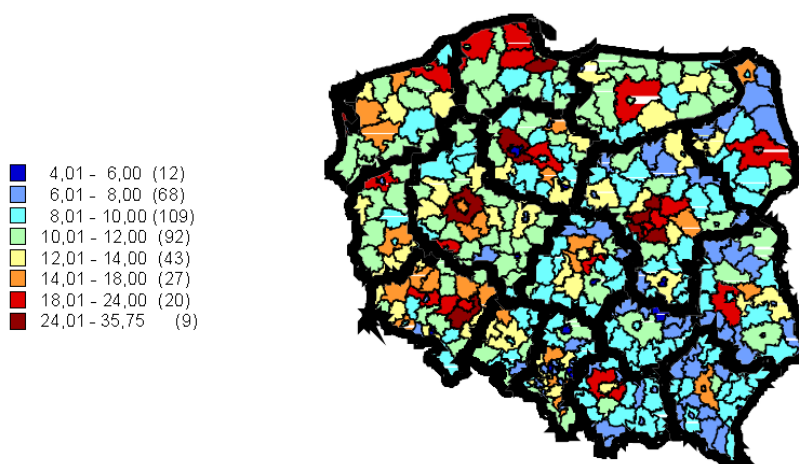 4,01 - 6,00 (12)
6,01 - 8,00 (68)
8,01 - 10,00 (109)
10,01 - 12,00 (92)
12,01 - 14,00 (43)
14,01 - 18,00 (27)
18,01 - 24,00 (20)
24,01 - 35,75 (9)